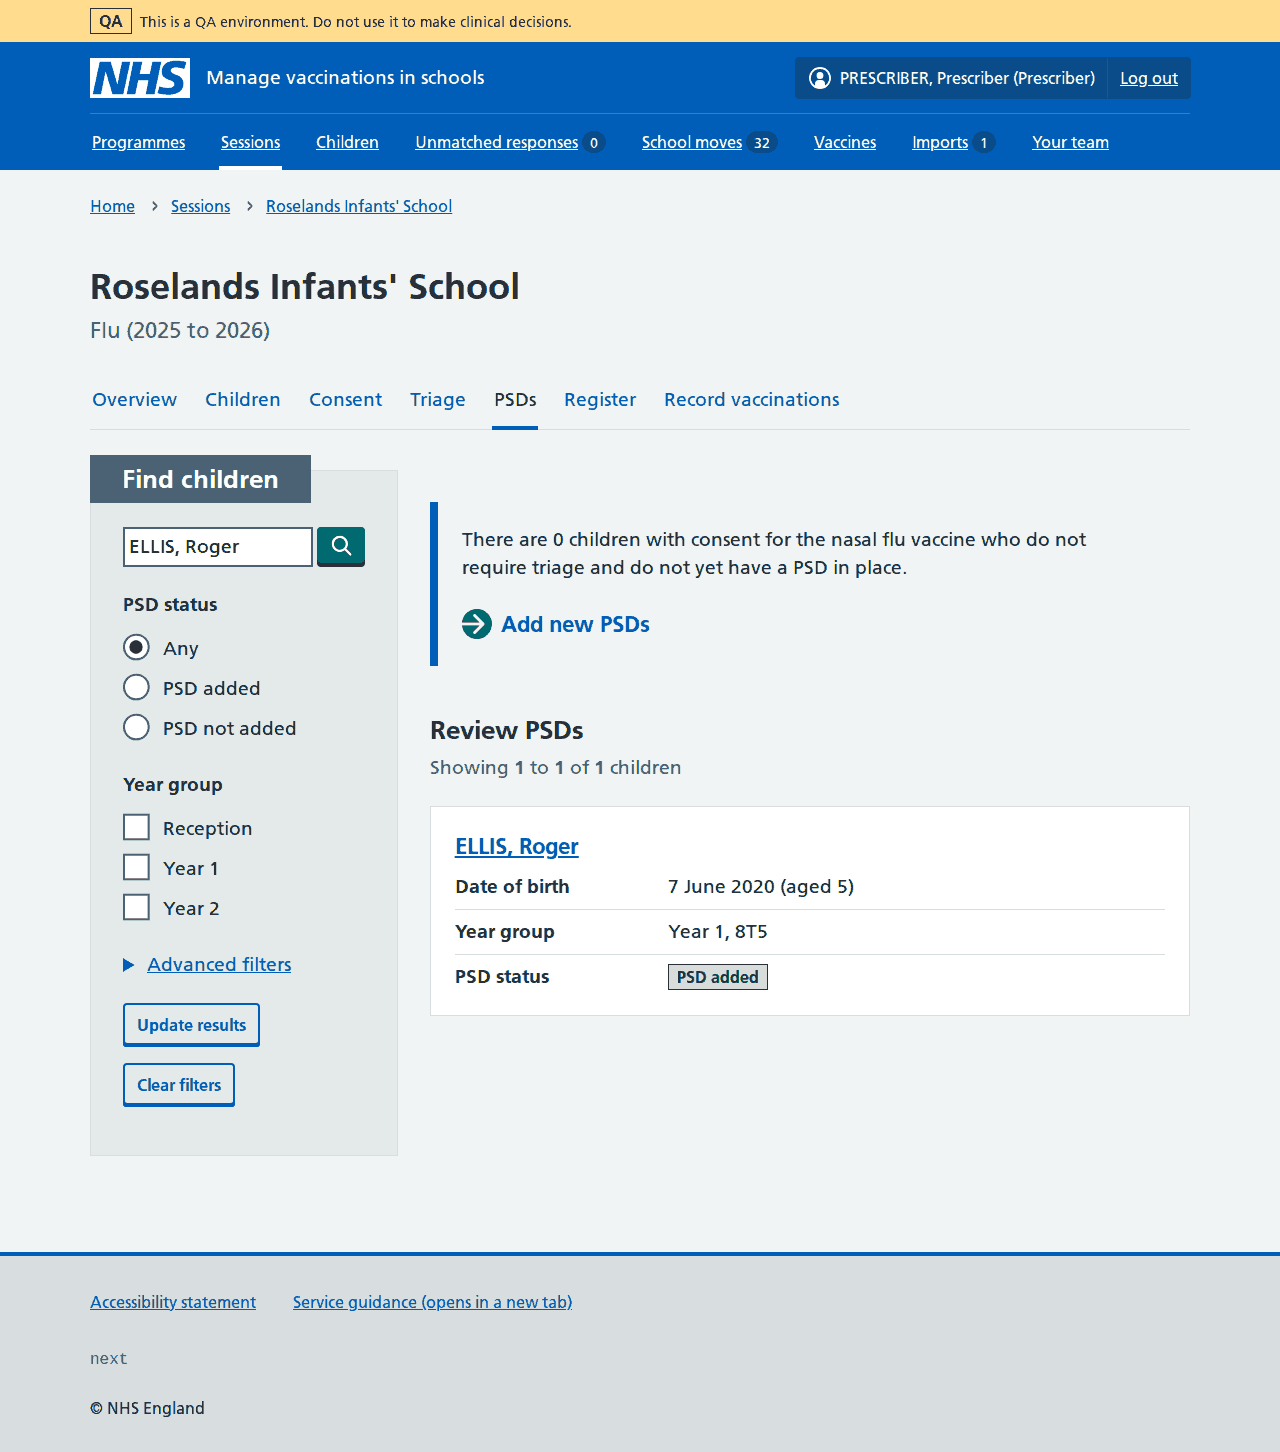 QA This is a QA environment. Do not use it to make clinical decisions.
NHS Manage vaccinations in schools PRESCRIBER, Prescriber (Prescriber) Log out
Programmes Sessions Children Unmatched responses 0 School moves 32 Vaccines Imports 1 Your team
Home Sessions Roselands Infants' School
Roselands Infants' School
Flu (2025 to 2026)
Overview Children Consent Triage PSDs Register Record vaccinations
Find children
ELLIS, Roger
PSD status
Any
PSD added
PSD not added
Year group
Reception
Year 1
Year 2
Advanced filters
Update results
Clear filters
There are 0 children with consent for the nasal flu vaccine who do not
require triage and do not yet have a PSD in place.
Add new PSDs
Review PSDs
Showing 1 to 1 of 1 children
ELLIS, Roger
Date of birth 7 June 2020 (aged 5)
Year group Year 1, 8T5
PSD status PSD added
Accessibility statement Service guidance (opens in a new tab)
next
© NHS England